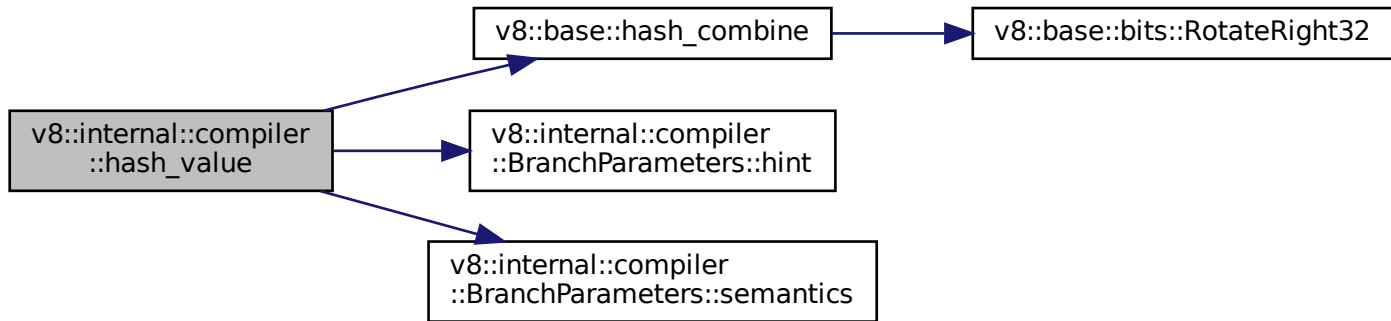 v8::base::hash_combine
v8::base::bits::RotateRight32
v8::internal::compiler
::hash_value
v8::internal::compiler
::BranchParameters::hint
v8::internal::compiler
::BranchParameters::semantics